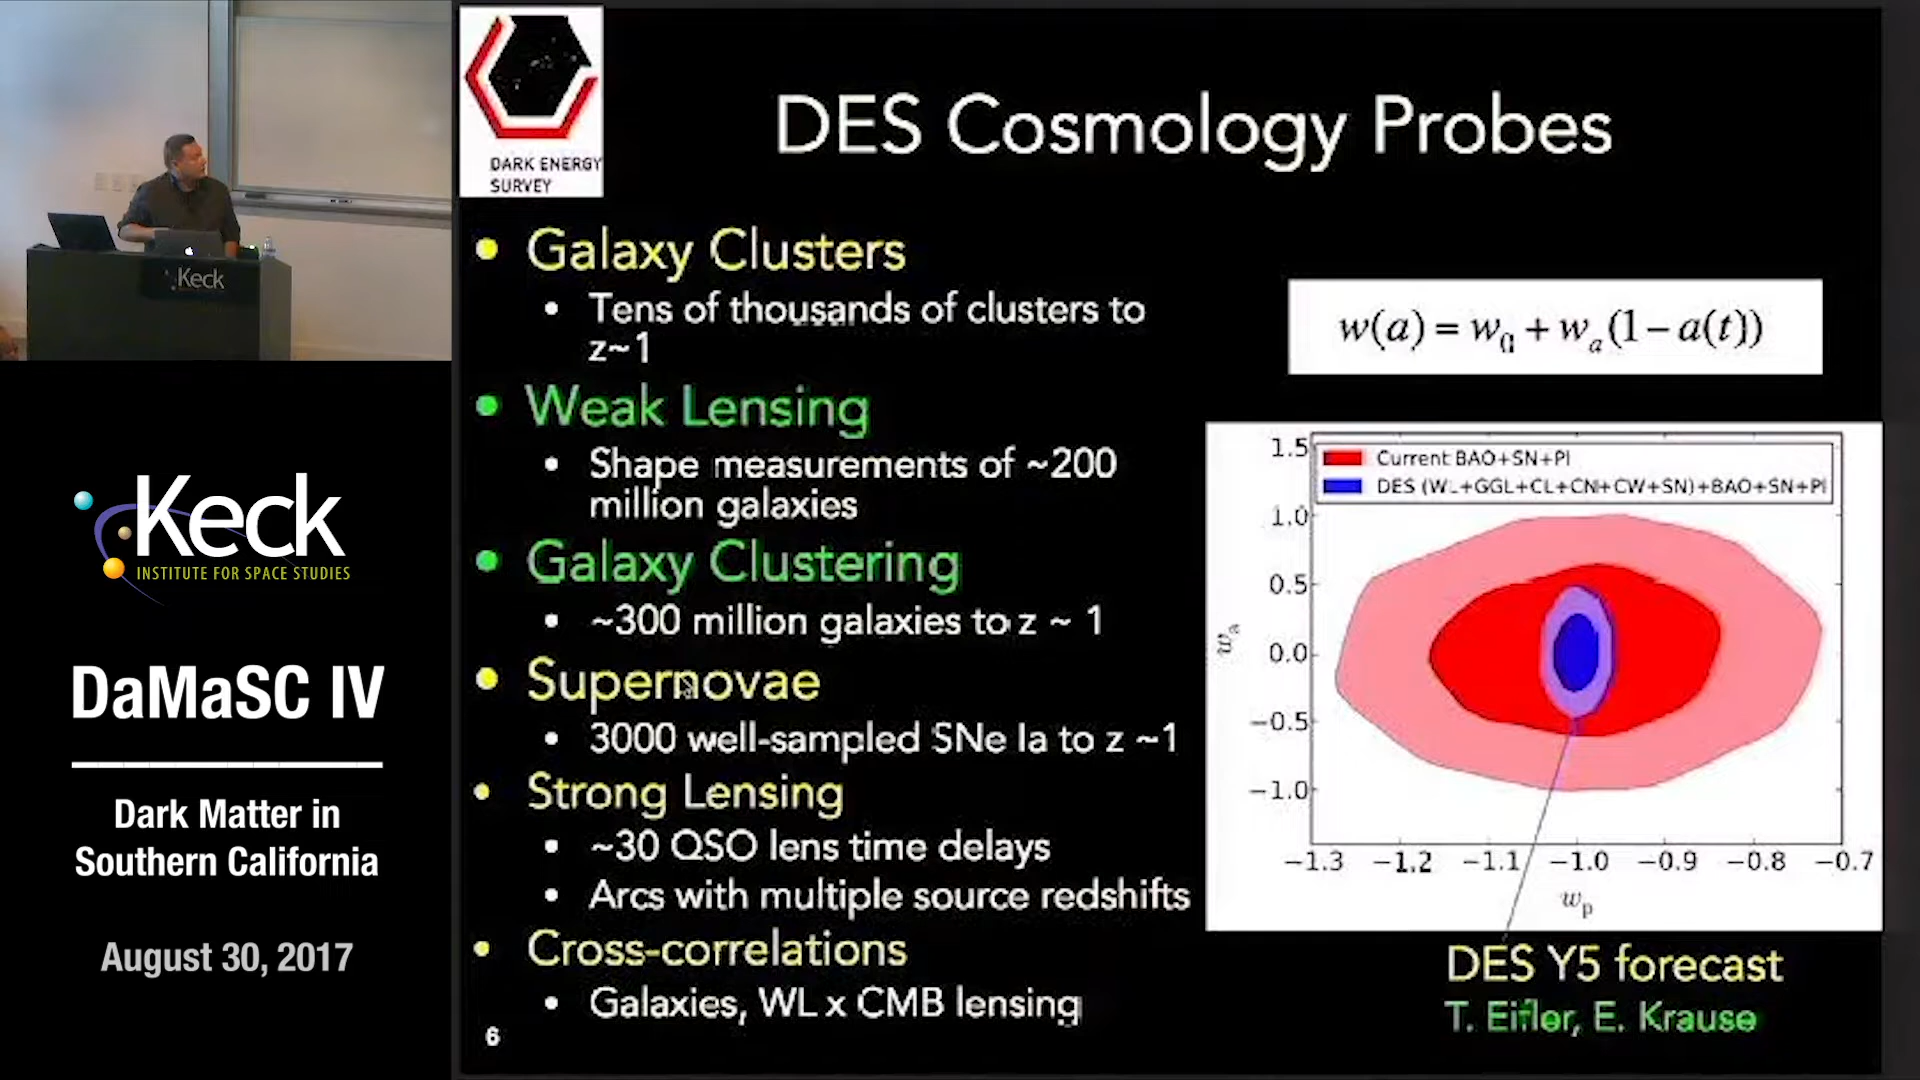 Keck
Keck
INSTITUTE FOR SPACE STUDIES
DaMaSC IV
Dark Matter in
Southern California
August 30, 2017
DARK ENERGY
SURVEY
DES Cosmology Probes
• Galaxy Clusters
• Tens of thousands of clusters to
z~1
• Weak Lensing
• Shape measurements of ~200
million galaxies
• Galaxy Clustering
• ~300 million galaxies to z ~ 1
• Supernovae
• 3000 well-sampled SNe Ia to z ~1
• Strong Lensing
• ~30 QSO lens time delays
• Arcs with multiple source redshifts
• Cross-correlations
• Galaxies, WL x CMB lensing
6
w(a) = w₀ + wₐ(1 − a(t))
Current BAO+SN+Pl
DES (WL+GGL+CL+CN+CW+SN)+BAO+SN+Pl
1.5
1.0
0.5
0.0
−0.5
−1.0
wₐ
−1.3 −1.2 −1.1 −1.0 −0.9 −0.8 −0.7
wₚ
DES Y5 forecast
T. Eifler, E. Krause